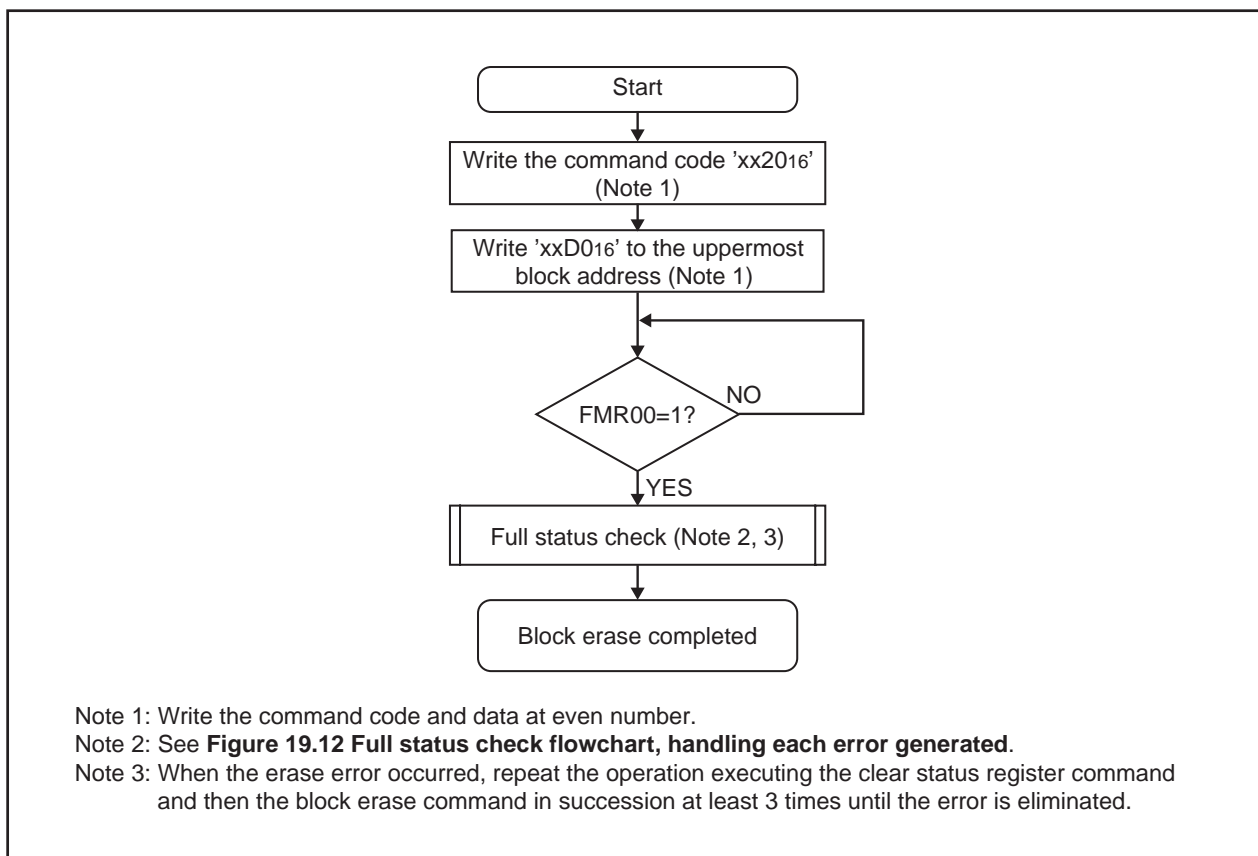 Start
Write the command code ’xx2016’
(Note 1)
Write ’xxD016’ to the uppermost
block address (Note 1)
FMR00=1?
NO
YES
Full status check (Note 2, 3)
Block erase completed
Note 1: Write the command code and data at even number.
Note 2: See Figure 19.12 Full status check flowchart, handling each error generated.
Note 3: When the erase error occurred, repeat the operation executing the clear status register command
and then the block erase command in succession at least 3 times until the error is eliminated.